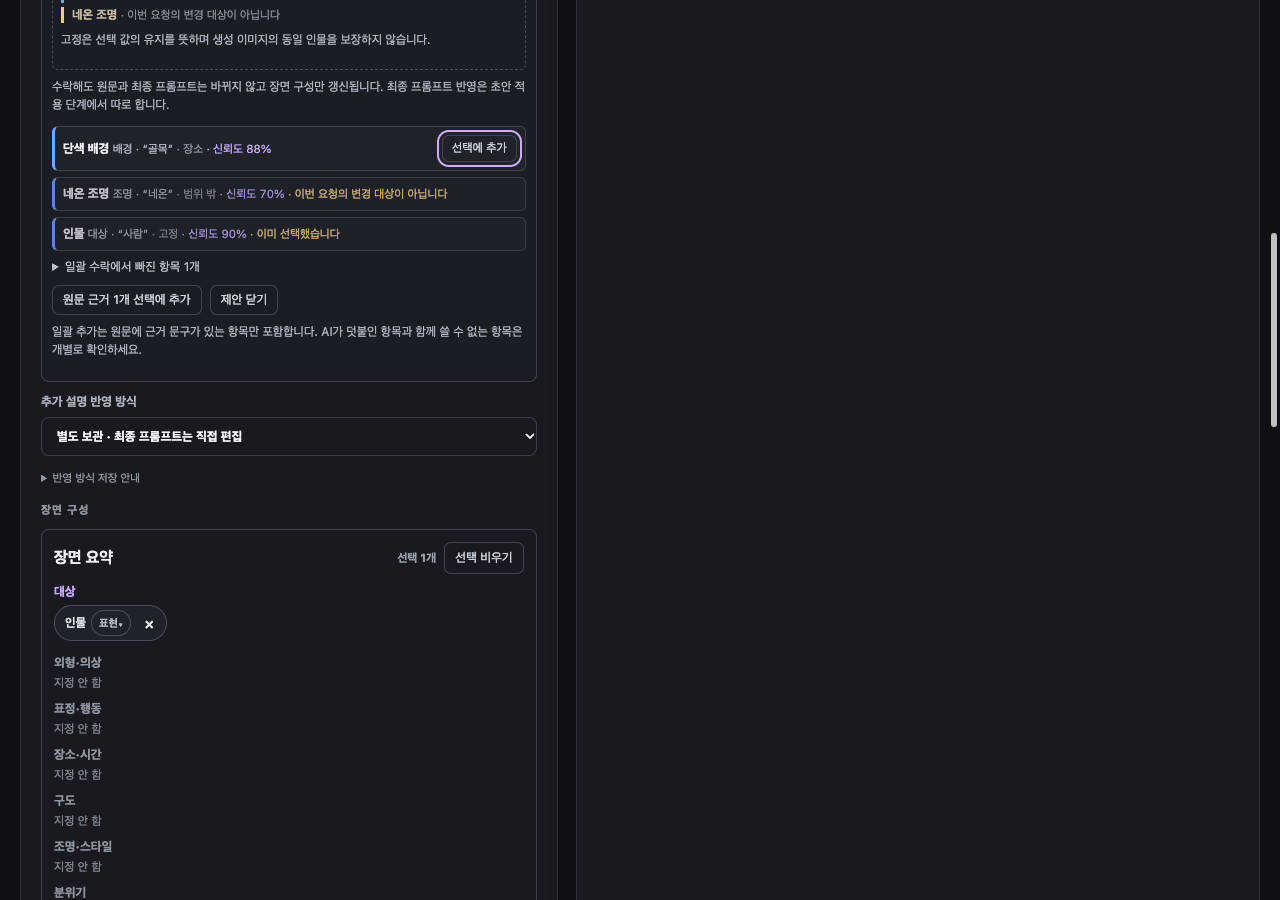 네온 조명 · 이번 요청의 변경 대상이 아닙니다
고정은 선택 값의 유지를 뜻하며 생성 이미지의 동일 인물을 보장하지 않습니다.
수락해도 원문과 최종 프롬프트는 바뀌지 않고 장면 구성만 갱신됩니다. 최종 프롬프트 반영은 초안 적
용 단계에서 따로 합니다.
단색 배경 배경 · “골목” · 장소 · 신뢰도 88%
선택에 추가
네온 조명 조명 · “네온” · 범위 밖 · 신뢰도 70% · 이번 요청의 변경 대상이 아닙니다
인물 대상 · “사람” · 고정 · 신뢰도 90% · 이미 선택했습니다
▶ 일괄 수락에서 빠진 항목 1개
원문 근거 1개 선택에 추가
제안 닫기
일괄 추가는 원문에 근거 문구가 있는 항목만 포함합니다. AI가 덧붙인 항목과 함께 쓸 수 없는 항목은
개별로 확인하세요.
추가 설명 반영 방식
별도 보관 · 최종 프롬프트는 직접 편집
▶ 반영 방식 저장 안내
장면 구성
장면 요약
선택 1개
선택 비우기
대상
인물 표현▾ ×
외형·의상
지정 안 함
표정·행동
지정 안 함
장소·시간
지정 안 함
구도
지정 안 함
조명·스타일
지정 안 함
분위기